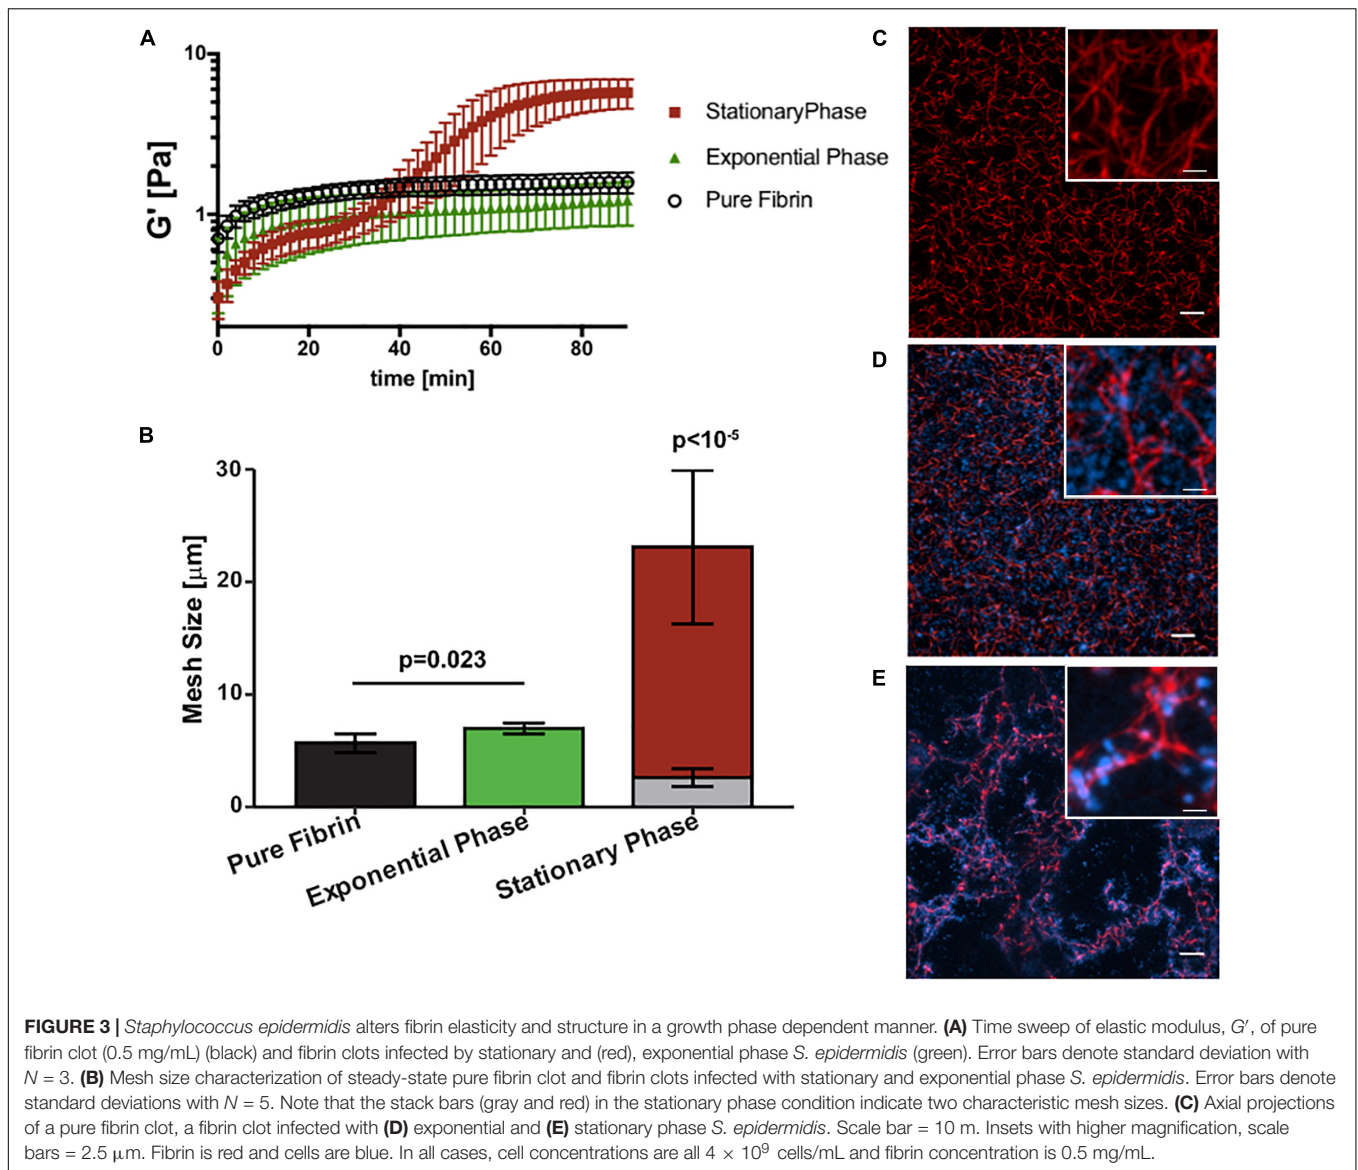 A
10
1
G' [Pa]
0 20 40 60 80
time [min]
StationaryPhase
Exponential Phase
Pure Fibrin
B
30
20
10
0
Mesh Size [μm]
p=0.023
p<10⁻⁵
Pure Fibrin
Exponential Phase
Stationary Phase
C
D
E
FIGURE 3 | Staphylococcus epidermidis alters fibrin elasticity and structure in a growth phase dependent manner. (A) Time sweep of elastic modulus, G′, of pure
fibrin clot (0.5 mg/mL) (black) and fibrin clots infected by stationary and (red), exponential phase S. epidermidis (green). Error bars denote standard deviation with
N = 3. (B) Mesh size characterization of steady-state pure fibrin clot and fibrin clots infected with stationary and exponential phase S. epidermidis. Error bars denote
standard deviations with N = 5. Note that the stack bars (gray and red) in the stationary phase condition indicate two characteristic mesh sizes. (C) Axial projections
of a pure fibrin clot, a fibrin clot infected with (D) exponential and (E) stationary phase S. epidermidis. Scale bar = 10 m. Insets with higher magnification, scale
bars = 2.5 μm. Fibrin is red and cells are blue. In all cases, cell concentrations are all 4 × 10⁹ cells/mL and fibrin concentration is 0.5 mg/mL.